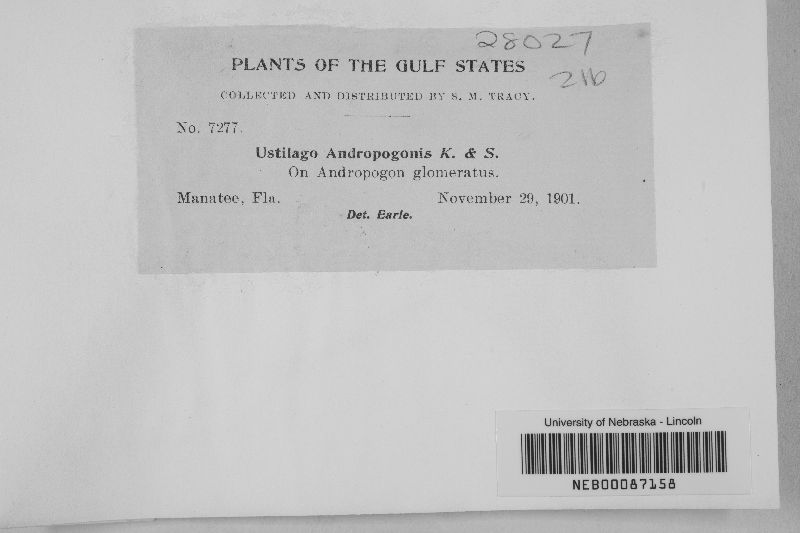 28027
PLANTS OF THE GULF STATES
216
COLLECTED AND DISTRIBUTED BY S. M. TRACY.
No. 7277.
Ustilago Andropogonis K. & S.
On Andropogon glomeratus.
Manatee, Fla. November 29, 1901.
Det. Earle.
University of Nebraska - Lincoln
NEB00087158